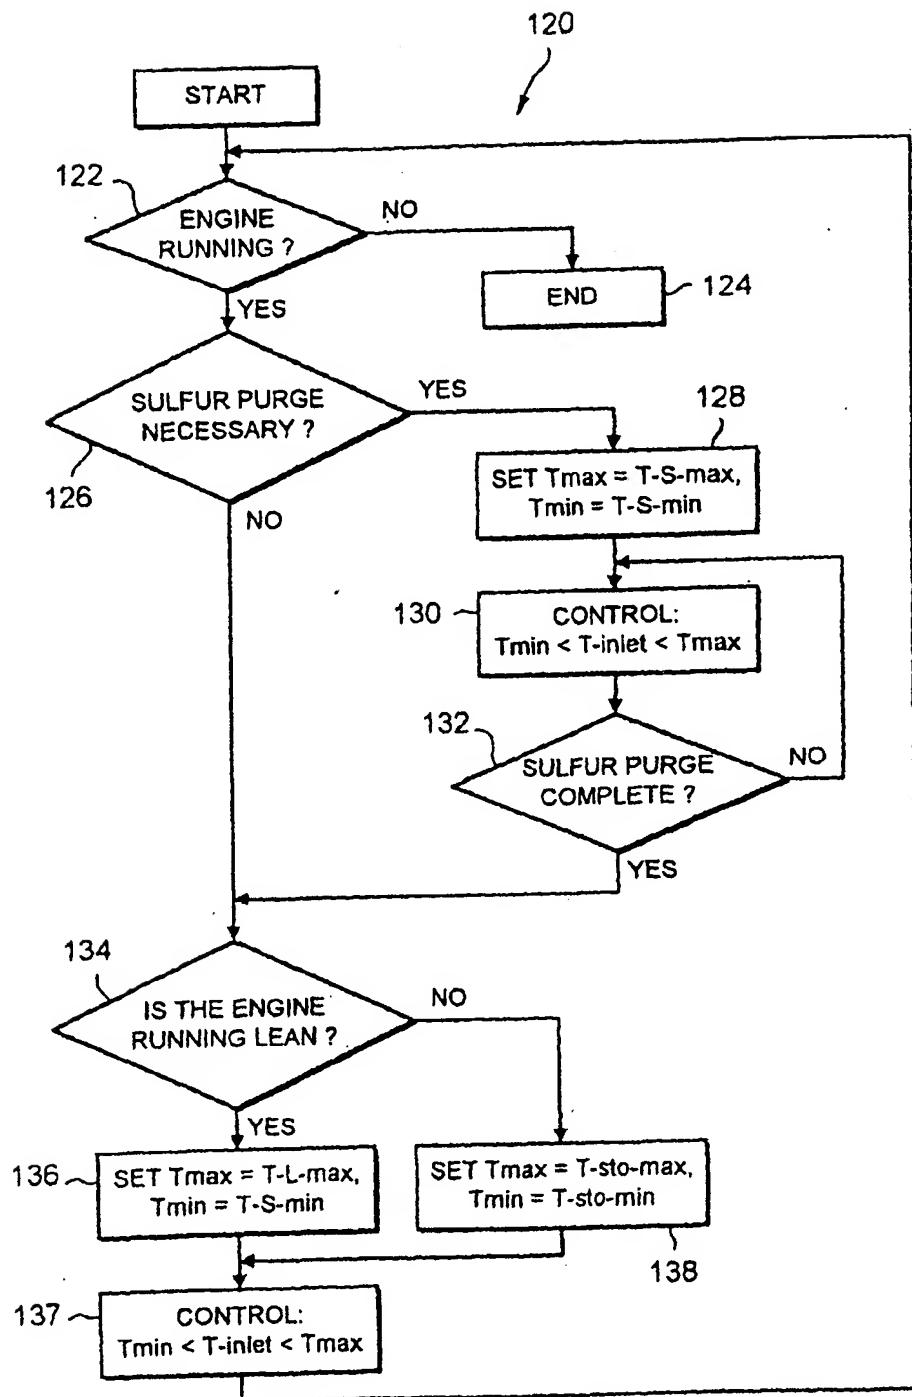 120
START
122
ENGINE
RUNNING ?
NO
YES
END
124
SULFUR PURGE
NECESSARY ?
YES
126
NO
128
SET Tmax = T-S-max,
Tmin = T-S-min
130
CONTROL:
Tmin < T-inlet < Tmax
132
SULFUR PURGE
COMPLETE ?
NO
YES
134
IS THE ENGINE
RUNNING LEAN ?
NO
YES
136
SET Tmax = T-L-max,
Tmin = T-S-min
SET Tmax = T-sto-max,
Tmin = T-sto-min
138
137
CONTROL:
Tmin < T-inlet < Tmax